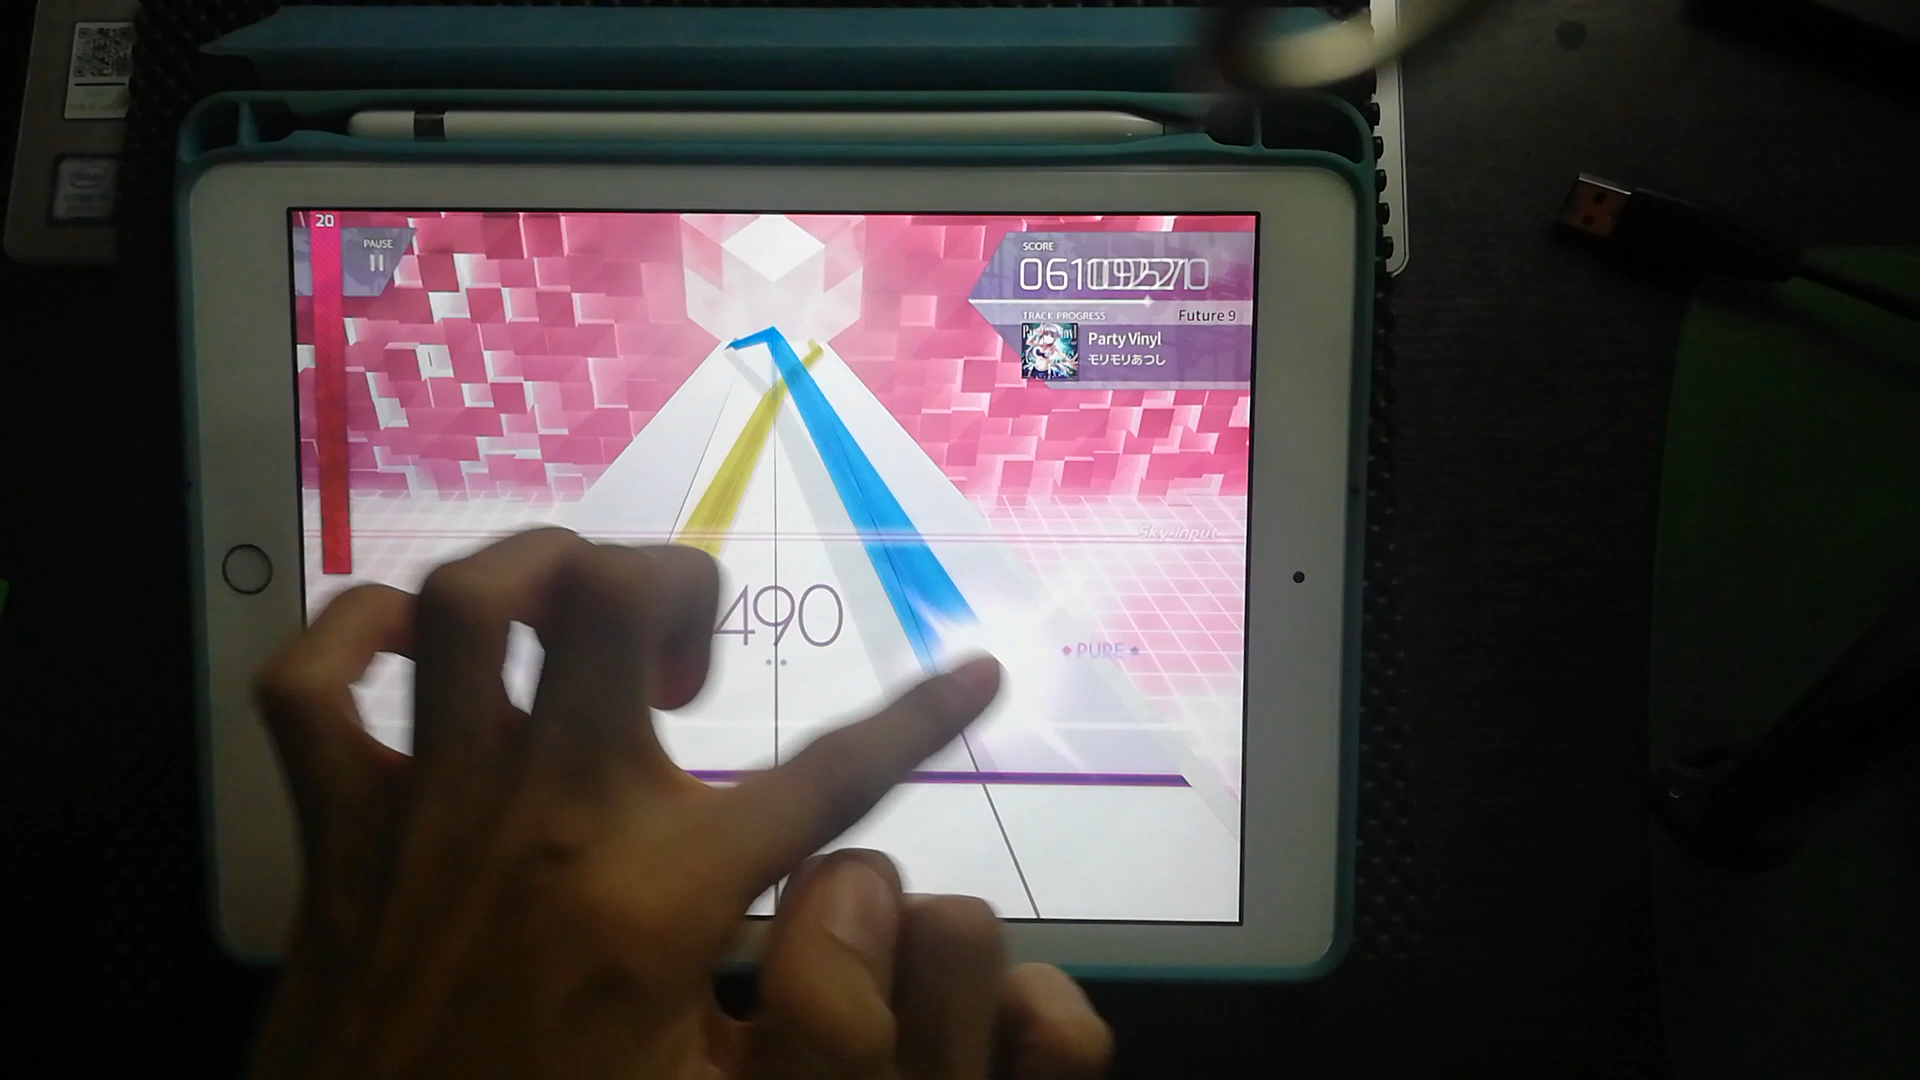 20
PAUSE
SCORE
TRACK PROGRESS
Future 9
Party Vinyl
モリモリあつし
Sky Input
490
PURE